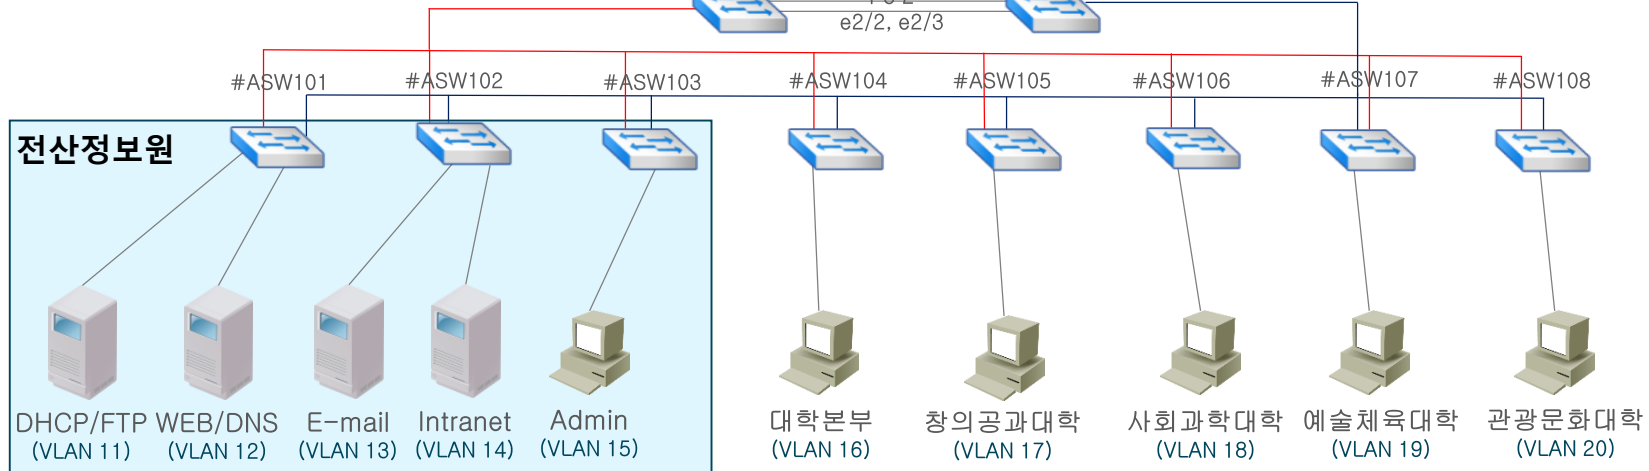 e2/2, e2/3
#ASW101
#ASW102
#ASW103
#ASW104
#ASW105
#ASW106
#ASW107
#ASW108
전산정보원
DHCP/FTP
(VLAN 11)
WEB/DNS
(VLAN 12)
E-mail
(VLAN 13)
Intranet
(VLAN 14)
Admin
(VLAN 15)
대학본부
(VLAN 16)
창의공과대학
(VLAN 17)
사회과학대학
(VLAN 18)
예술체육대학
(VLAN 19)
관광문화대학
(VLAN 20)